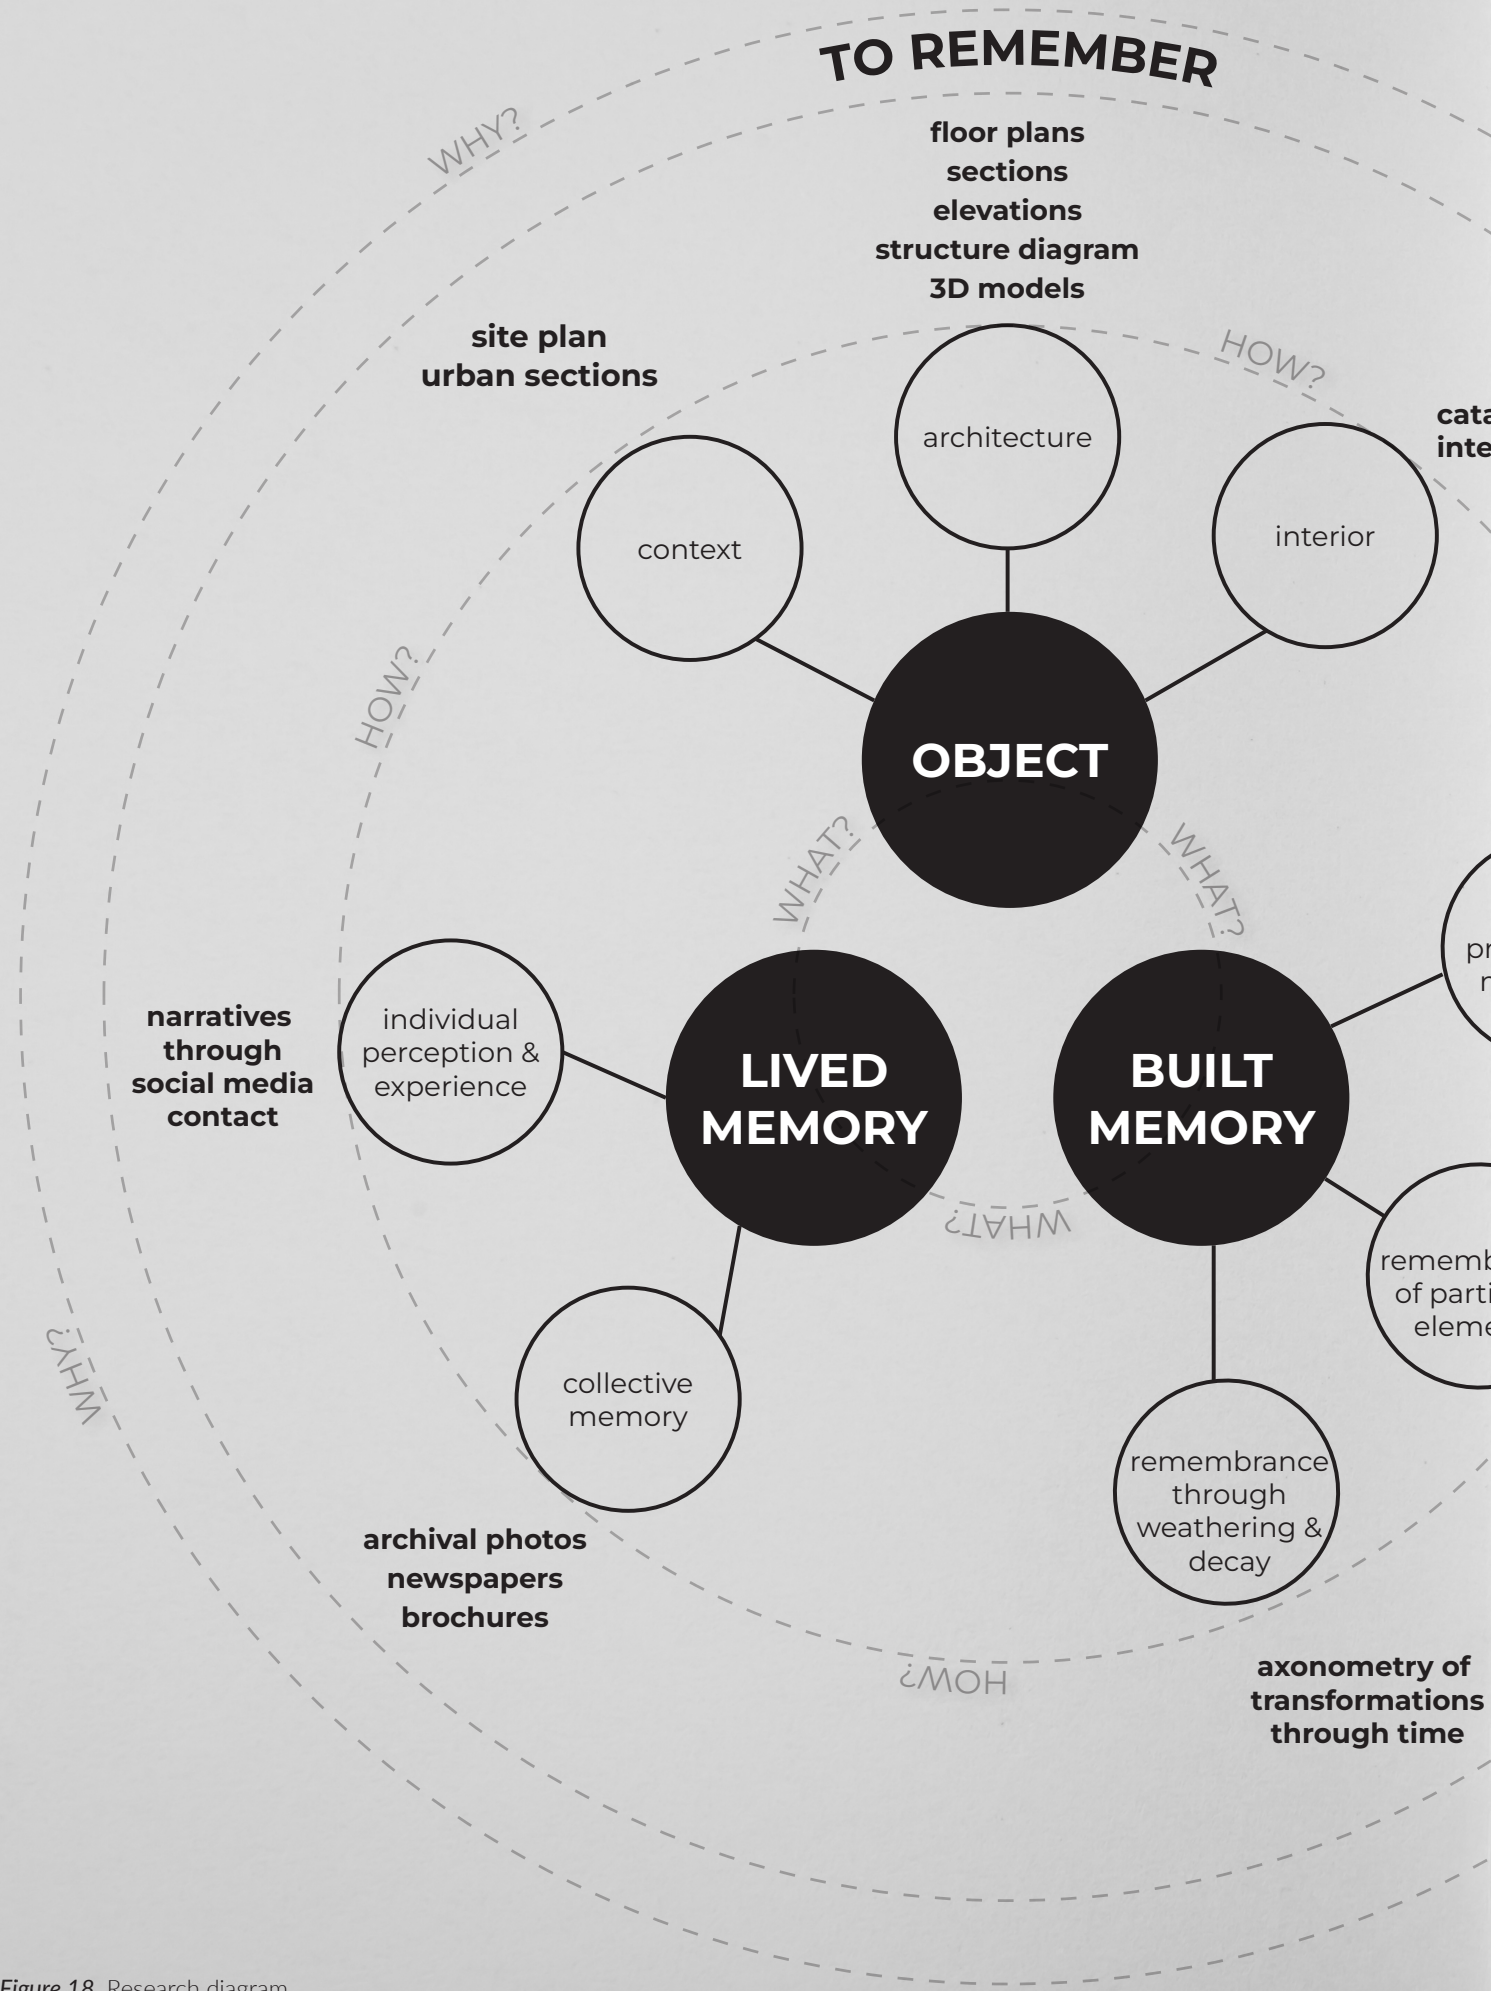 TO REMEMBER
WHY?
floor plans
sections
elevations
structure diagram
3D models
site plan
urban sections
HOW?
architecture
context
interior
HOW?
OBJECT
WHAT?
WHAT?
narratives
through
social media
contact
individual
perception &
experience
LIVED
MEMORY
BUILT
MEMORY
WHAT?
of
WHY?
collective
memory
remembrance
through
weathering &
decay
archival photos
newspapers
brochures
HOW?
axonometry of
transformations
through time
Figure 18. Research diagram